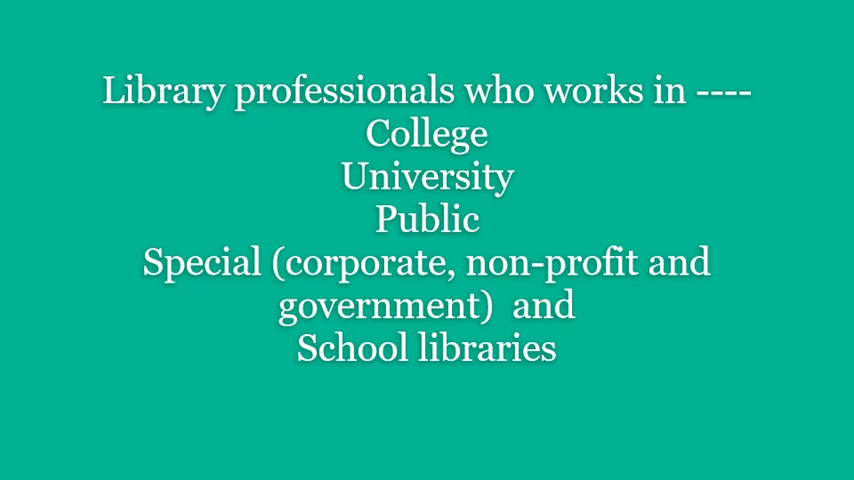 Library professionals who works in ----
College
University
Public
Special (corporate, non-profit and
government)  and
School libraries